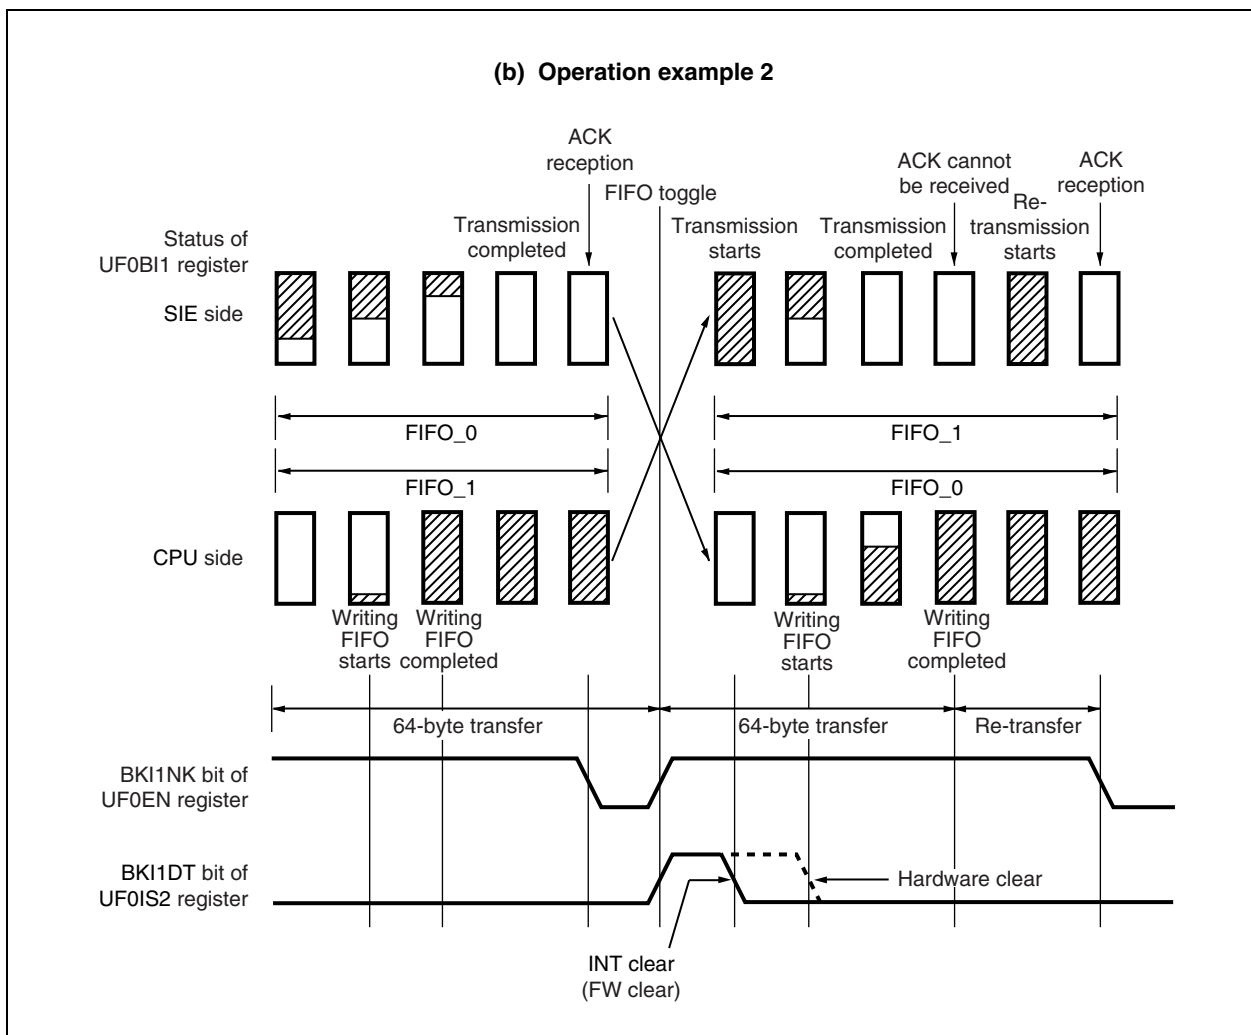 (b) Operation example 2
ACK
reception
FIFO toggle
ACK cannot
be received
ACK
reception
Status of
UF0BI1 register
Transmission
completed
Transmission
starts
Transmission
completed
Re-
transmission
starts
SIE side
FIFO_0
FIFO_1
FIFO_1
FIFO_0
CPU side
Writing
FIFO
starts
Writing
FIFO
completed
Writing
FIFO
starts
Writing
FIFO
completed
64-byte transfer
64-byte transfer
Re-transfer
BKI1NK bit of
UF0EN register
BKI1DT bit of
UF0IS2 register
Hardware clear
INT clear
(FW clear)